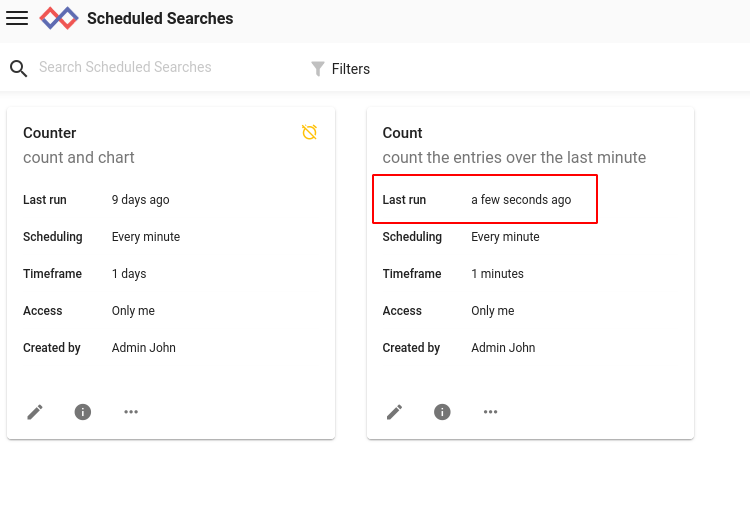 Scheduled Searches
Search Scheduled Searches
Filters
Counter
count and chart
Last run 9 days ago
Scheduling Every minute
Timeframe 1 days
Access Only me
Created by Admin John
Count
count the entries over the last minute
Last run a few seconds ago
Scheduling Every minute
Timeframe 1 minutes
Access Only me
Created by Admin John